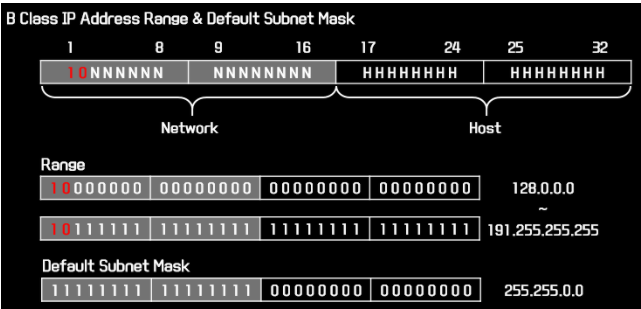 B Class IP Address Range & Default Subnet Mask
1 8 9 16 17 24 25 32
10NNNNNN NNNNNNNN HHHHHHHH HHHHHHHH
Network Host
Range
10000000 00000000 00000000 00000000 128.0.0.0
~
10111111 11111111 11111111 11111111 191.255.255.255
Default Subnet Mask
11111111 11111111 00000000 00000000 255.255.0.0